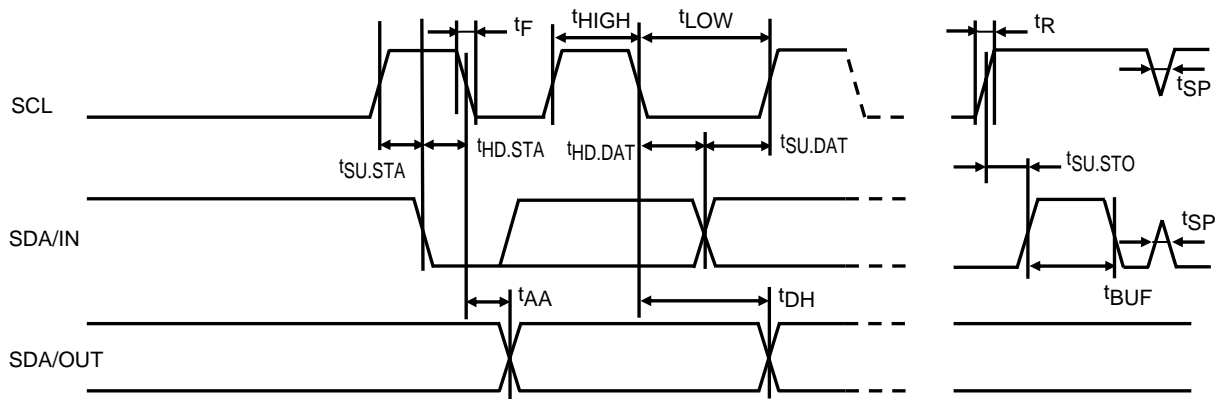 tF
tHIGH
tLOW
tR
SCL
tSP
tSU.STA
tHD.STA
tHD.DAT
tSU.DAT
tSU.STO
SDA/IN
tSP
tBUF
tAA
tDH
SDA/OUT